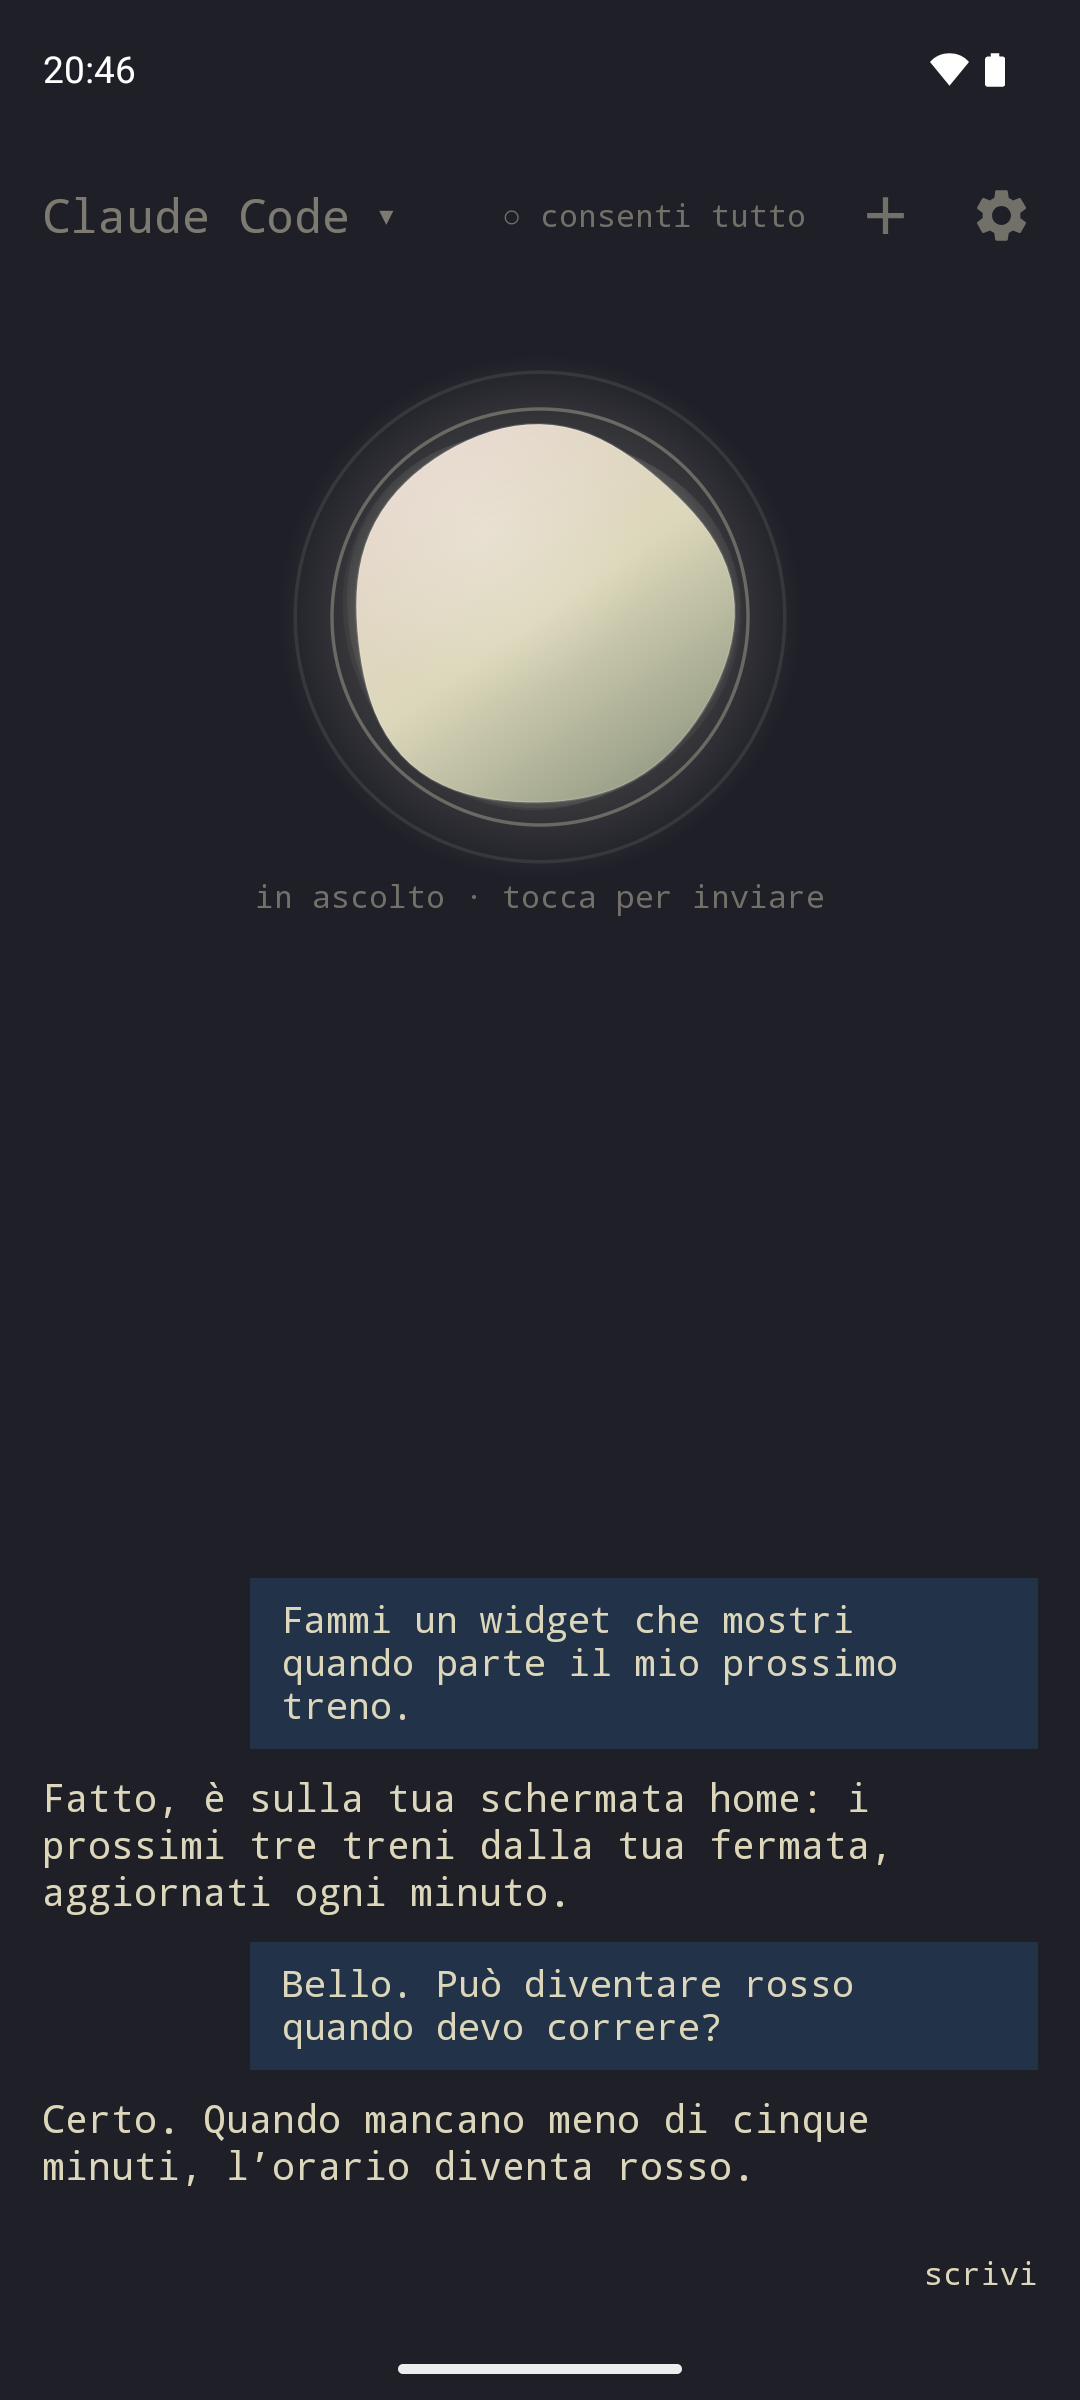 20:46
Claude Code ▾
○ consenti tutto
in ascolto · tocca per inviare
Fammi un widget che mostri
quando parte il mio prossimo
treno.
Fatto, è sulla tua schermata home: i
prossimi tre treni dalla tua fermata,
aggiornati ogni minuto.
Bello. Può diventare rosso
quando devo correre?
Certo. Quando mancano meno di cinque
minuti, l’orario diventa rosso.
scrivi